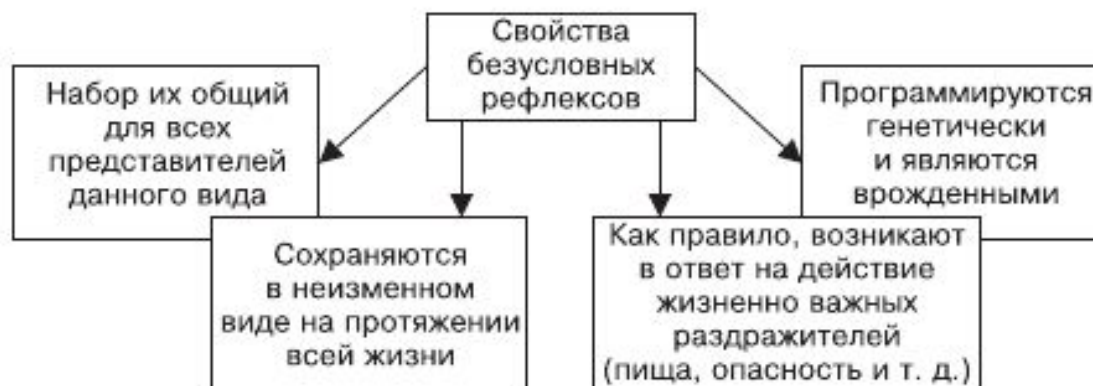 Свойства
безусловных
рефлексов
Набор их общий
для всех
представителей
данного вида
Сохраняются
в неизменном
виде на протяжении
всей жизни
Как правило, возникают
в ответ на действие
жизненно важных
раздражителей
(пища, опасность и т. д.)
Программируются
генетически
и являются
врожденными